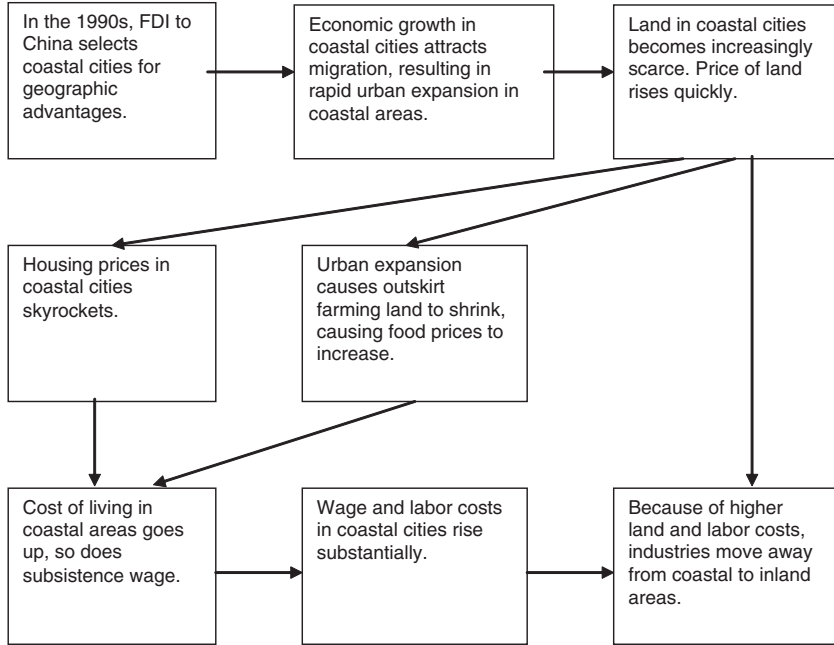 In the 1990s, FDI to
China selects
coastal cities for
geographic
advantages.
Economic growth in
coastal cities attracts
migration, resulting in
rapid urban expansion in
coastal areas.
Land in coastal cities
becomes increasingly
scarce. Price of land
rises quickly.
Housing prices in
coastal cities
skyrockets.
Urban expansion
causes outskirt
farming land to shrink,
causing food prices to
increase.
Cost of living in
coastal areas goes
up, so does
subsistence wage.
Wage and labor costs
in coastal cities rise
substantially.
Because of higher
land and labor costs,
industries move away
from coastal to inland
areas.